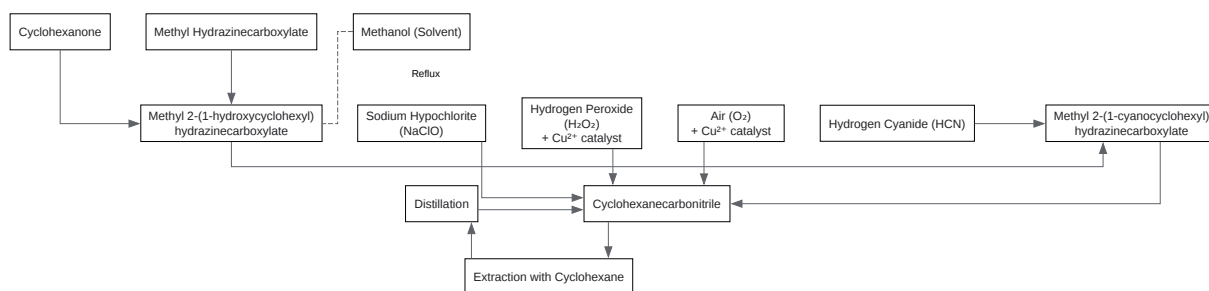 Cyclohexanone
Methyl Hydrazinecarboxylate
Methanol (Solvent)
Reflux
Methyl 2-(1-hydroxycyclohexyl)
hydrazinecarboxylate
Sodium Hypochlorite
(NaClO)
Hydrogen Peroxide
(H₂O₂)
+ Cu²⁺ catalyst
Air (O₂)
+ Cu²⁺ catalyst
Hydrogen Cyanide (HCN)
Methyl 2-(1-cyanocyclohexyl)
hydrazinecarboxylate
Distillation
Cyclohexanecarbonitrile
Extraction with Cyclohexane